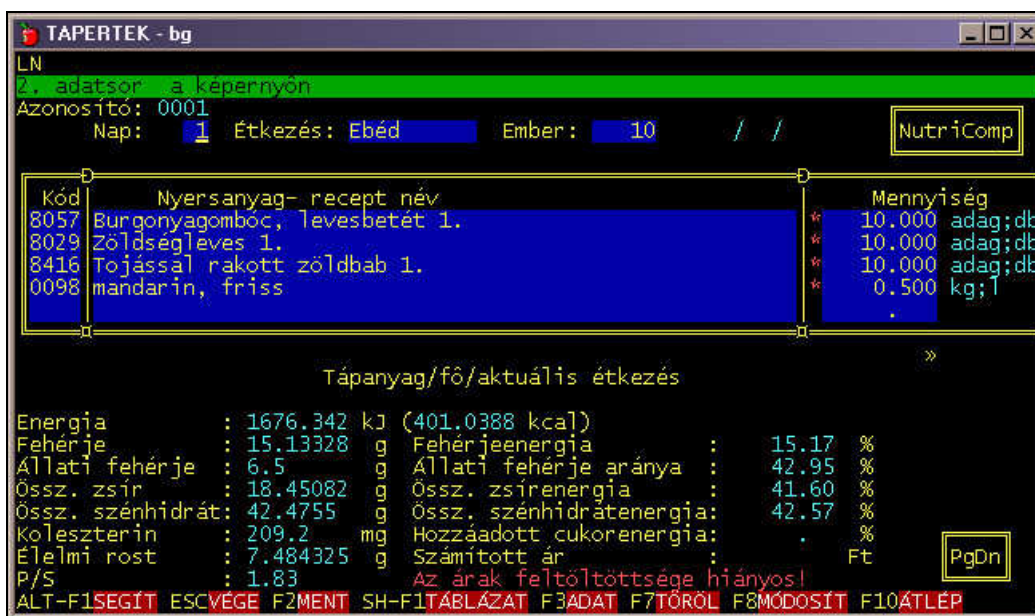 TAPERTEK - bg
LN
2. adatsor a képernyôn
Azonosító: 0001
Nap: 1 Étkezés: Ebéd Ember: 10 / / NutriComp
Kód Nyersanyag- recept név Mennyiség
8057 Burgonyagombóc, levesbetét 1. * 10.000 adag;db
8029 Zöldségleves 1. * 10.000 adag;db
8416 Tojással rakott zöldbab 1. * 10.000 adag;db
0098 mandarin, friss * 0.500 kg;l
.
»
Tápanyag/fô/aktuális étkezés
Energia : 1676.342 kJ (401.0388 kcal)
Fehérje : 15.13328 g Fehérjeenergia : 15.17 %
Állati fehérje : 6.5 g Állati fehérje aránya : 42.95 %
Össz. zsír : 18.45082 g Össz. zsírenergia : 41.60 %
Össz. szénhidrát: 42.4755 g Össz. szénhidrátenergia: 42.57 %
Koleszterin : 209.2 mg Hozzáadott cukorenergia: . %
Élelmi rost : 7.484325 g Számított ár : Ft PgDn
P/S : 1.83 Az árak feltöltöttsége hiányos!
ALT-F1SEGÍT ESCVÉGE F2MENT SH-F1TÁBLÁZAT F3ADAT F7TÖRÖL F8MÓDOSÍT F10ÁTLÉP